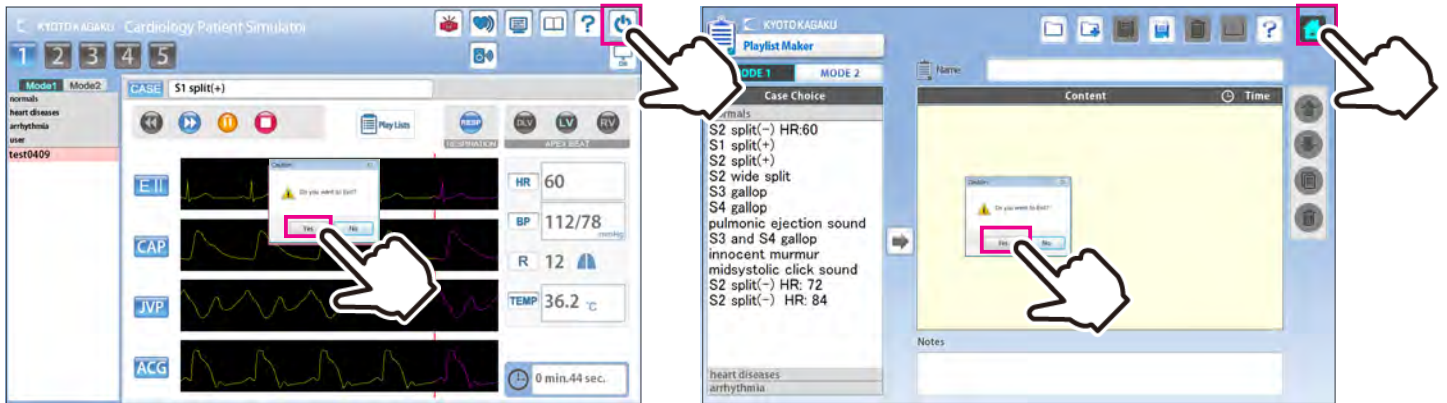 KYOTO KAGAKU Cardiology Patient Simulator
?
1 2 3 4 5
Mode1 Mode2
normals
heart diseases
arrhythmia
user
test0409
CASE S1 split(+)
Play Lists
RESP
RESPIRATION
DLV LV RV
APEX BEAT
Caution
Do you want to Exit?
Yes No
E II
CAP
JVP
ACG
HR 60
BP 112/78
mmHg
R 12
TEMP 36.2 ℃
0 min.44 sec.
KYOTO KAGAKU
Playlist Maker
?
MODE 2
Name
Case Choice
normals
S2 split(-) HR:60
S1 split(+)
S2 split(+)
S2 wide split
S3 gallop
S4 gallop
pulmonic ejection sound
S3 and S4 gallop
innocent murmur
midsystolic click sound
S2 split(-) HR: 72
S2 split(-) HR: 84
heart diseases
arrhythmia
Content Time
Caution
Do you want to Exit?
Yes No
Notes